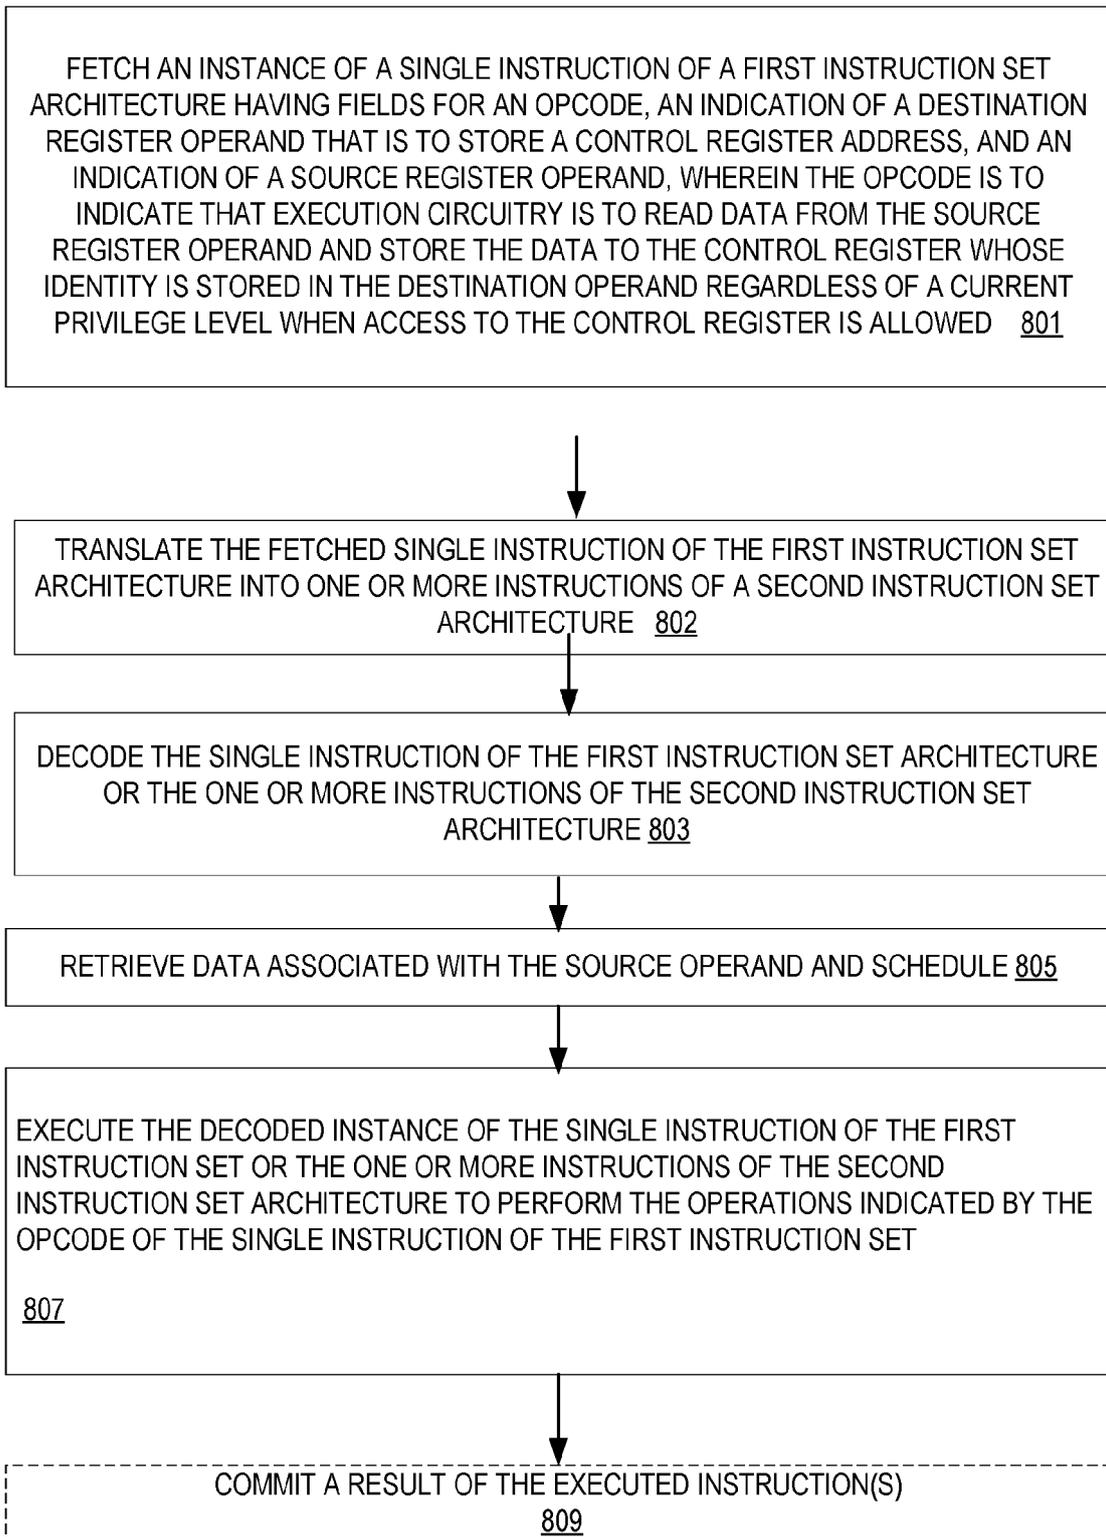 FETCH AN INSTANCE OF A SINGLE INSTRUCTION OF A FIRST INSTRUCTION SET
ARCHITECTURE HAVING FIELDS FOR AN OPCODE, AN INDICATION OF A DESTINATION
REGISTER OPERAND THAT IS TO STORE A CONTROL REGISTER ADDRESS, AND AN
INDICATION OF A SOURCE REGISTER OPERAND, WHEREIN THE OPCODE IS TO
INDICATE THAT EXECUTION CIRCUITRY IS TO READ DATA FROM THE SOURCE
REGISTER OPERAND AND STORE THE DATA TO THE CONTROL REGISTER WHOSE
IDENTITY IS STORED IN THE DESTINATION OPERAND REGARDLESS OF A CURRENT
PRIVILEGE LEVEL WHEN ACCESS TO THE CONTROL REGISTER IS ALLOWED 801
TRANSLATE THE FETCHED SINGLE INSTRUCTION OF THE FIRST INSTRUCTION SET
ARCHITECTURE INTO ONE OR MORE INSTRUCTIONS OF A SECOND INSTRUCTION SET
ARCHITECTURE 802
DECODE THE SINGLE INSTRUCTION OF THE FIRST INSTRUCTION SET ARCHITECTURE
OR THE ONE OR MORE INSTRUCTIONS OF THE SECOND INSTRUCTION SET
ARCHITECTURE 803
RETRIEVE DATA ASSOCIATED WITH THE SOURCE OPERAND AND SCHEDULE 805
EXECUTE THE DECODED INSTANCE OF THE SINGLE INSTRUCTION OF THE FIRST
INSTRUCTION SET OR THE ONE OR MORE INSTRUCTIONS OF THE SECOND
INSTRUCTION SET ARCHITECTURE TO PERFORM THE OPERATIONS INDICATED BY THE
OPCODE OF THE SINGLE INSTRUCTION OF THE FIRST INSTRUCTION SET
807
COMMIT A RESULT OF THE EXECUTED INSTRUCTION(S)
809